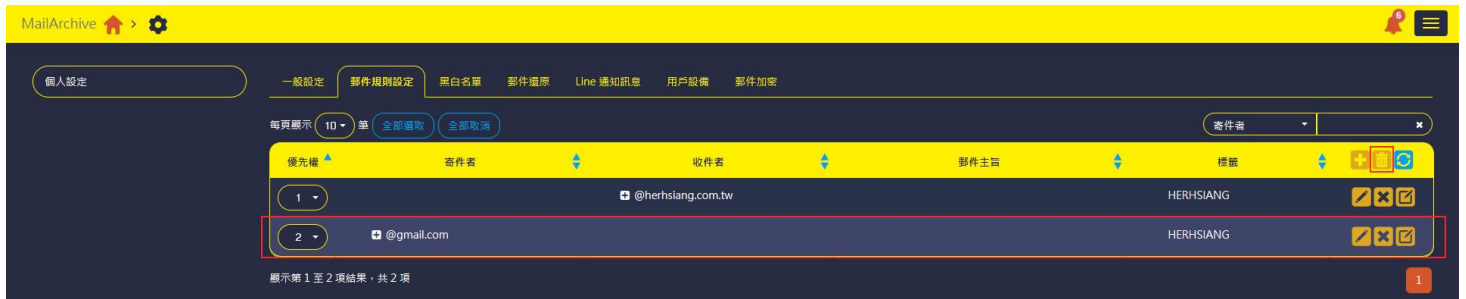 MailArchive >
6
個人設定
一般設定 郵件規則設定 黑白名單 郵件還原 Line 通知訊息 用戶設備 郵件加密
每頁顯示 10 筆 全部選取 全部取消 寄件者
優先權 寄件者 收件者 郵件主旨 標籤
1 @herhsiang.com.tw HERHSIANG
2 @gmail.com HERHSIANG
顯示第 1 至 2 項結果，共 2 項 1